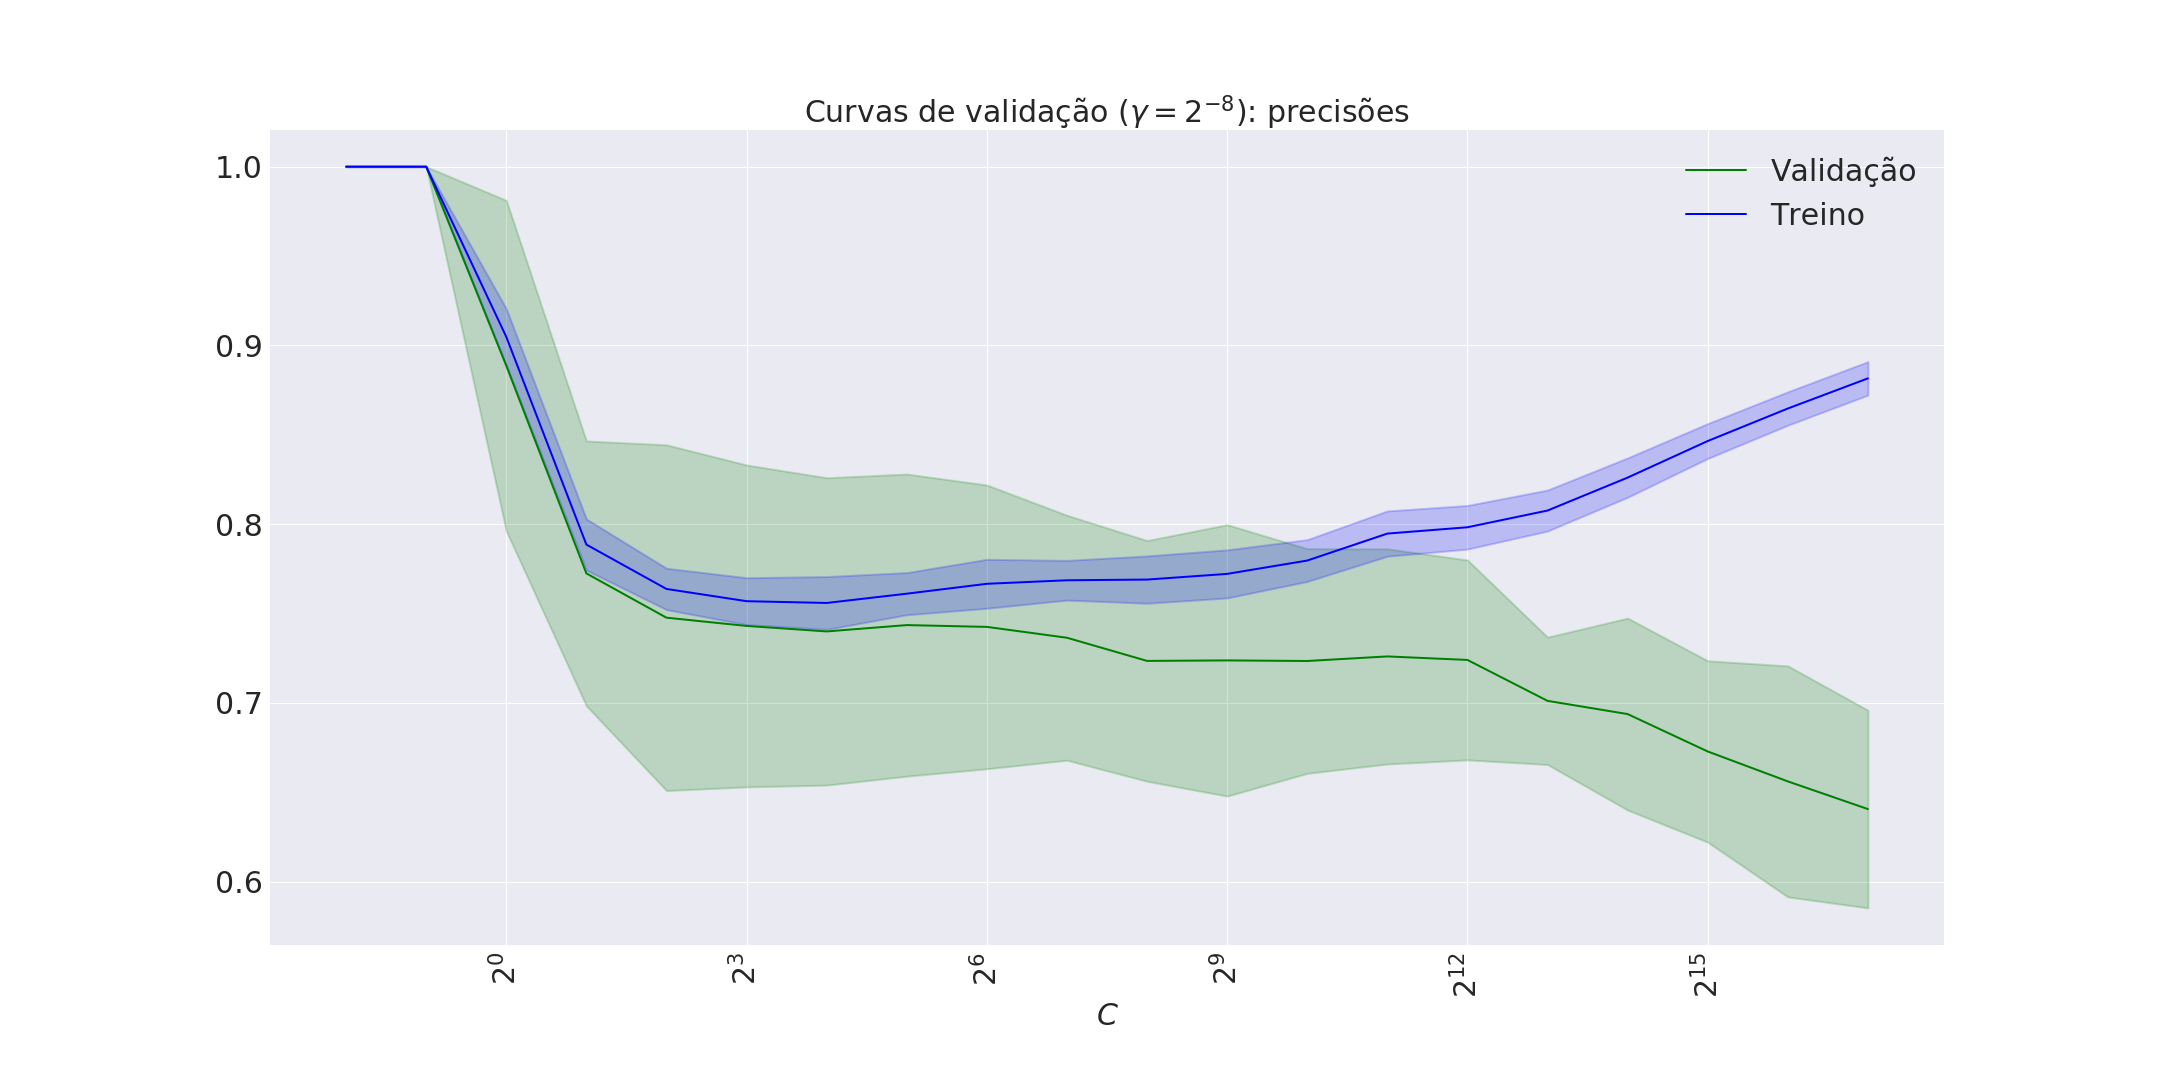 Curvas de validação (γ = 2⁻⁸): precisões
1.0
0.9
0.8
0.7
0.6
Validação
Treino
2⁰
2³
2⁶
2⁹
2¹²
2¹⁵
C